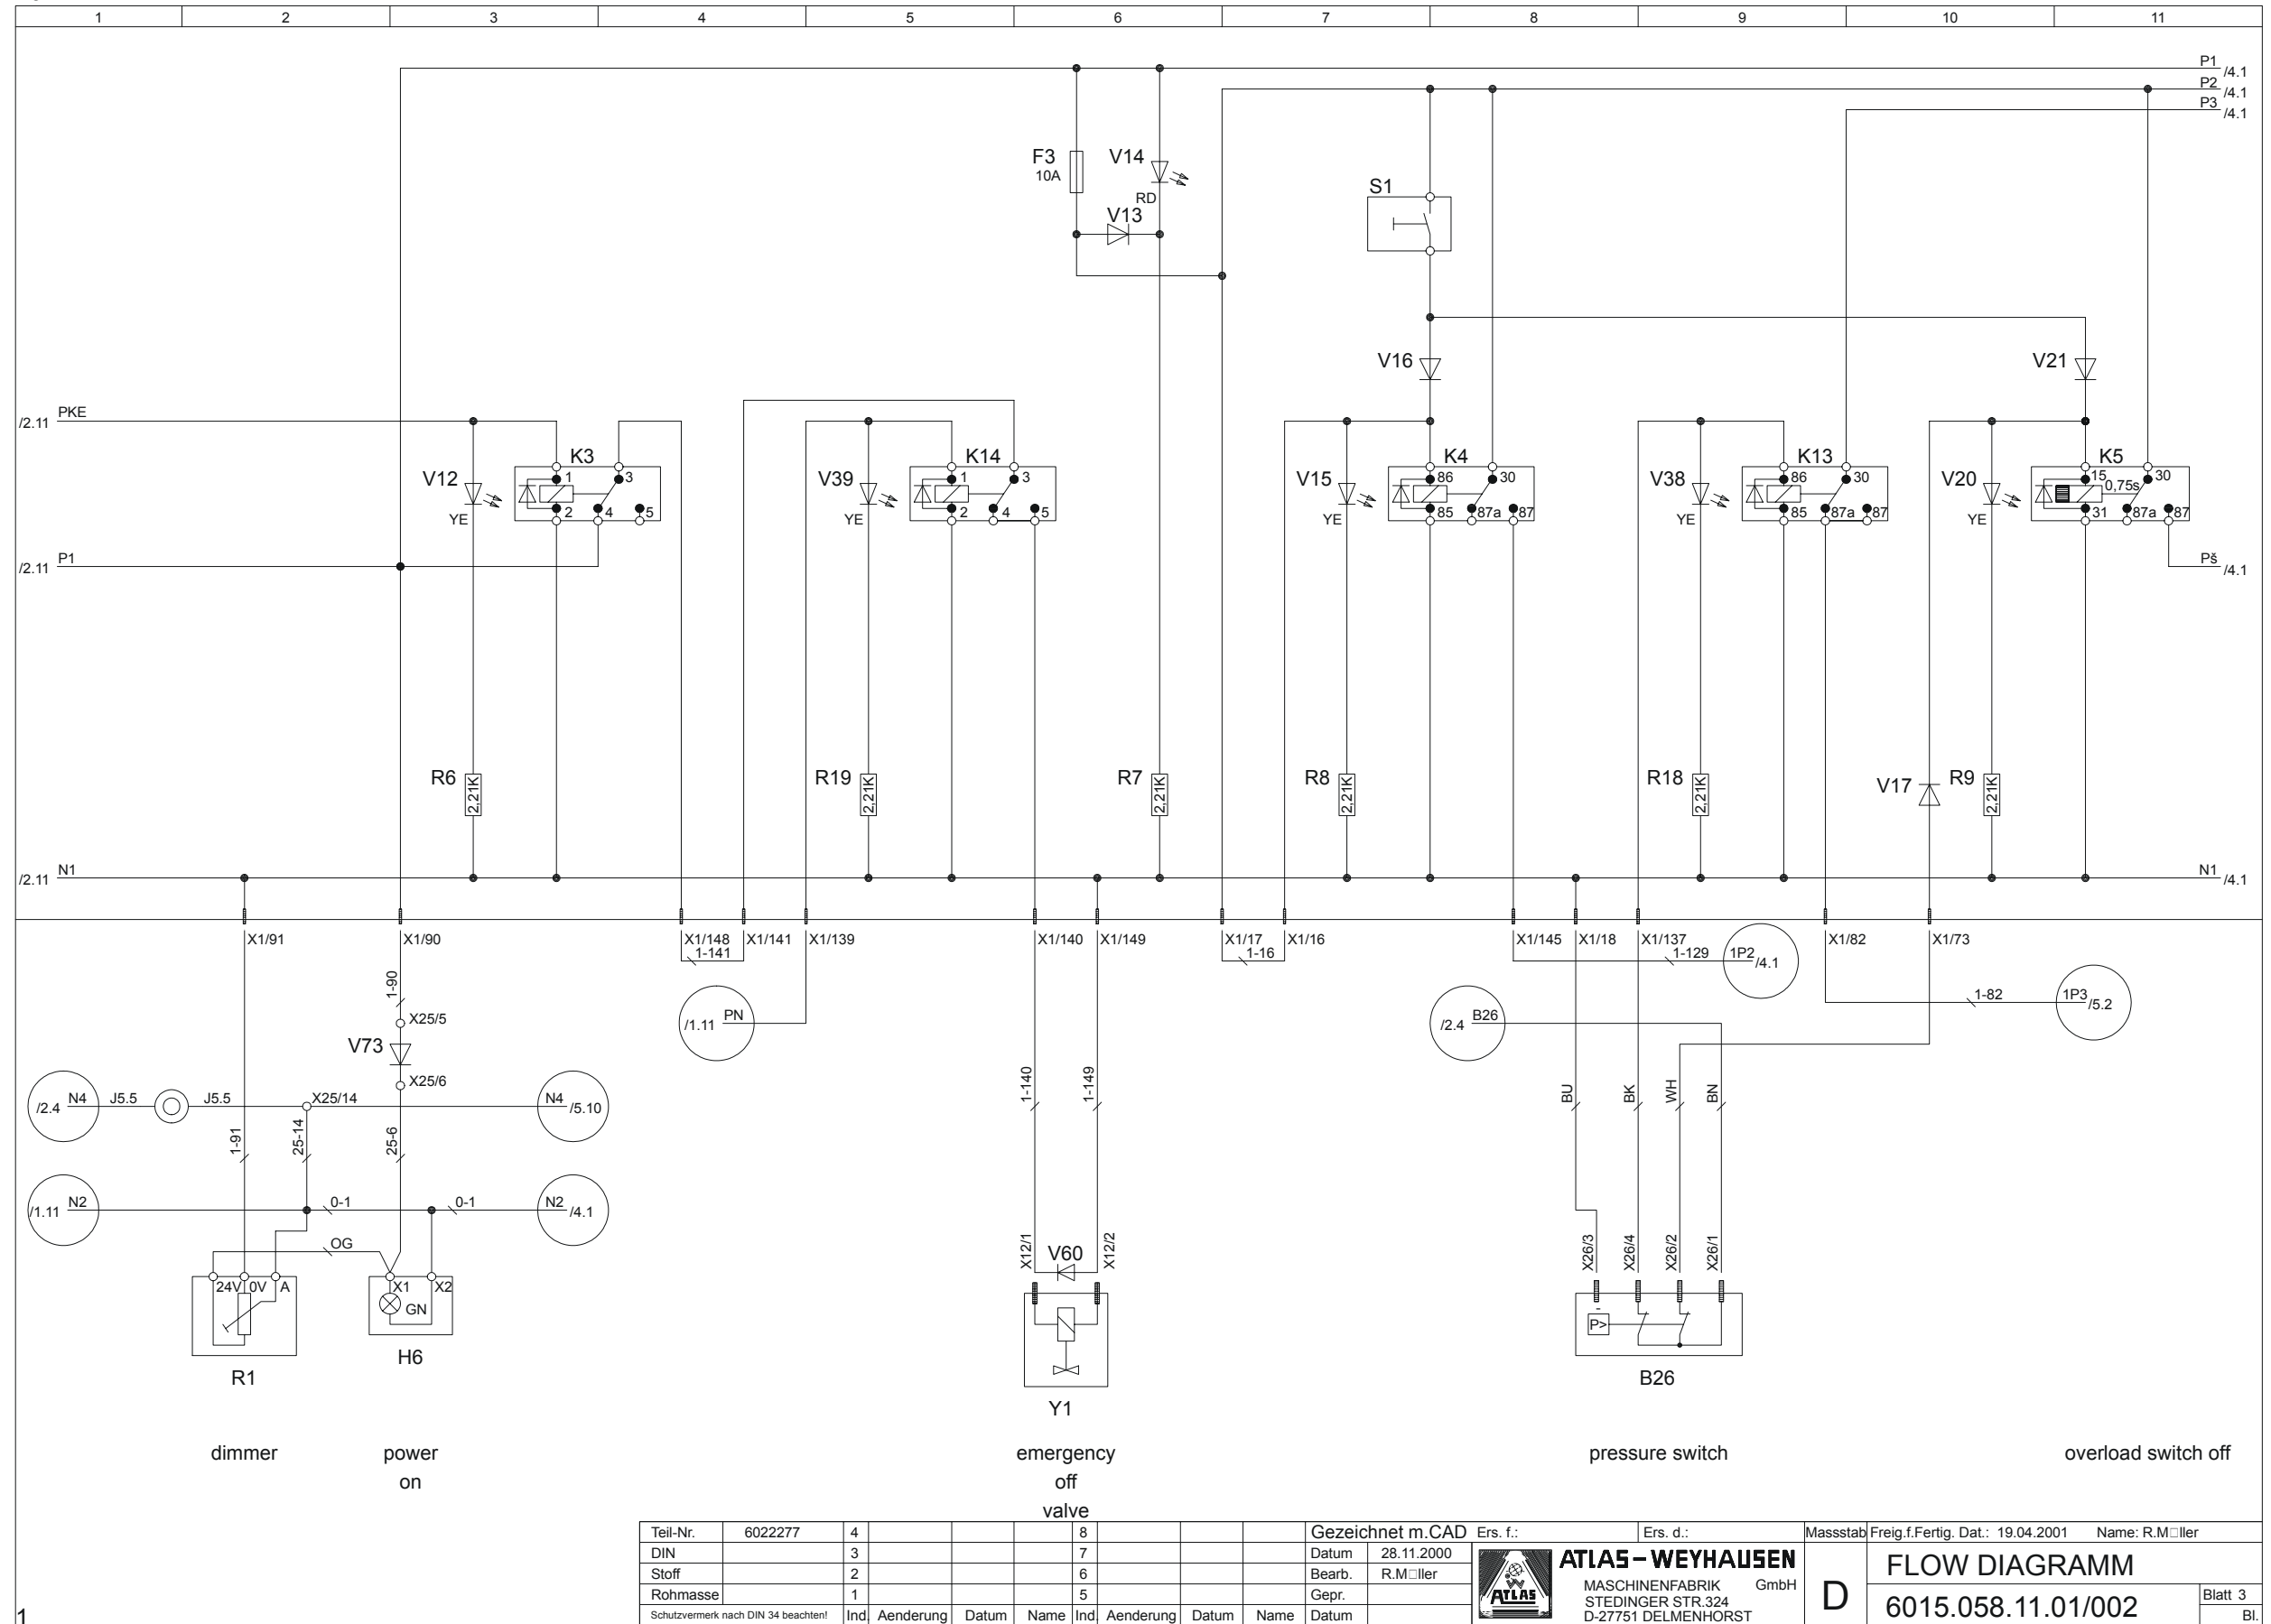 1 2 3 4 5 6 7 8 9 10 11
P1 /4.1
P2 /4.1
P3 /4.1
F3 V14
10A
RD
V13
S1
V16 V21
/2.11 PKE
V12 YE K3 1 3 2 4 5
V39 YE K14 1 3 2 4 5
V15 YE K4 86 30 85 87a 87
V38 YE K13 86 30 85 87a 87
V20 YE K5 15 0,75s 30 31 87a 87
/2.11 P1
Pš /4.1
R6 2,21K R19 2,21K R7 2,21K R8 2,21K R18 2,21K V17 R9 2,21K
/2.11 N1
N1 /4.1
X1/91 X1/90 X1/148 X1/141 X1/139 X1/140 X1/149 X1/17 X1/16 X1/145 X1/18 X1/137 X1/82 X1/73
1-141 1-16 1-129 1P2 /4.1
1-90
1-82 1P3 /5.2
X25/5
/1.11 PN
/2.4 B26
V73
X25/6
1-140 1-149
BU BK WH BN
/2.4 N4 J5.5 J5.5 X25/14 N4 /5.10
1-91 25-14 25-6
/1.11 N2 0-1 0-1 N2 /4.1
OG
X12/1 V60 X12/2
X26/3 X26/4 X26/2 X26/1
24V 0V A
X1 X2
GN
- P>
R1
H6
Y1
B26
dimmer
power
on
emergency
off
valve
pressure switch
overload switch off
Teil-Nr. 6022277 4 8 Gezeichnet m.CAD Ers. f.: Ers. d.: Massstab Freig.f.Fertig. Dat.: 19.04.2001 Name: R.M□ller
DIN 3 7 Datum 28.11.2000
Stoff 2 6 Bearb. R.M□ller
Rohmasse 1 5 Gepr.
Schutzvermerk nach DIN 34 beachten! Ind. Aenderung Datum Name Ind. Aenderung Datum Name Datum
W
ATLAS
ATLAS-WEYHAUSEN
MASCHINENFABRIK GmbH
STEDINGER STR.324
D-27751 DELMENHORST
D
FLOW DIAGRAMM
6015.058.11.01/002
Blatt 3
Bl.
1